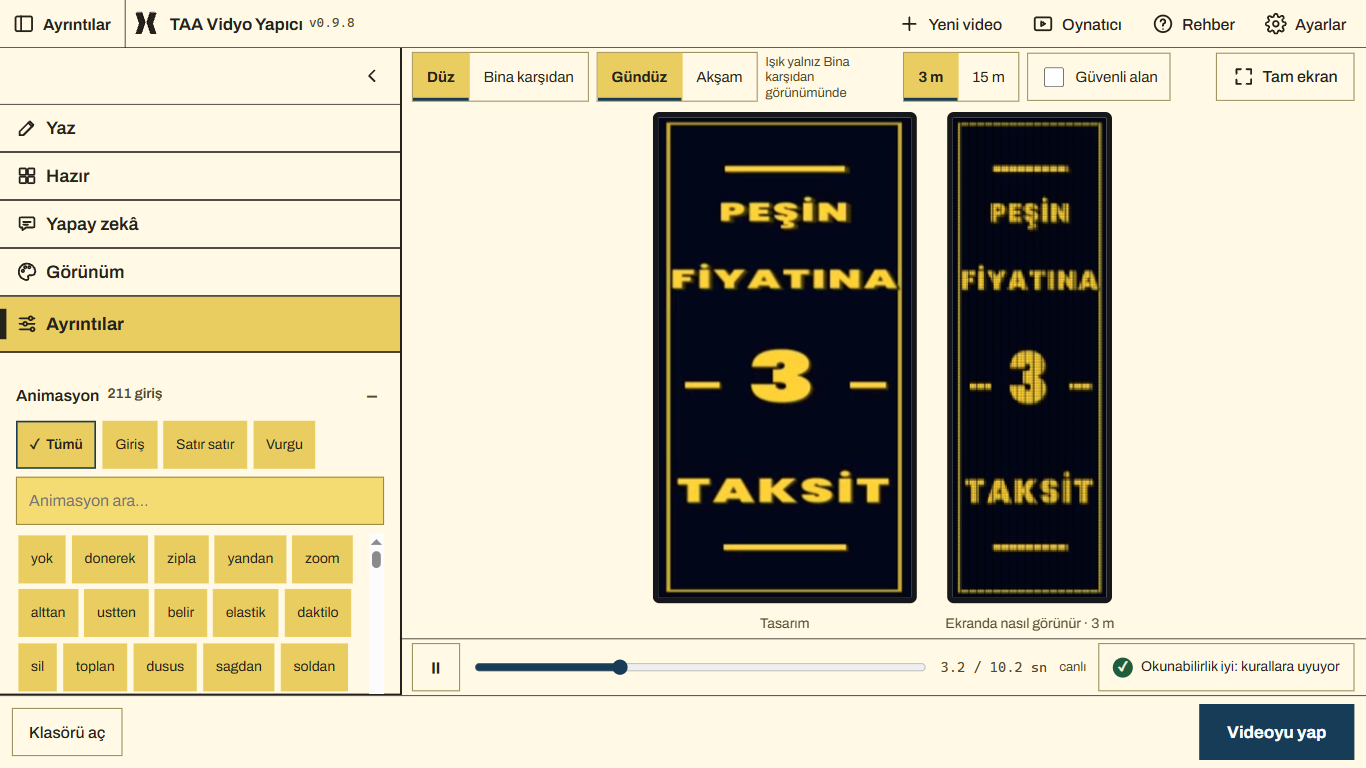 Ayrıntılar
TAA Vidyo Yapıcı v0.9.8
Yeni video
Oynatıcı
Rehber
Ayarlar
Yaz
Hazır
Yapay zekâ
Görünüm
Ayrıntılar
Animasyon 211 giriş
✓ Tümü
Giriş
Satır satır
Vurgu
Animasyon ara...
yok donerek zipla yandan zoom
alttan ustten belir elastik daktilo
sil toplan dusus sagdan soldan
Düz
Bina karşıdan
Gündüz
Akşam
Işık yalnız Bina
karşıdan
görünümünde
3 m
15 m
Güvenli alan
Tam ekran
PEŞİN
FİYATINA
3
TAKSİT
Tasarım
PEŞİN
FİYATINA
3
TAKSİT
Ekranda nasıl görünür · 3 m
3.2 / 10.2 sn canlı
Okunabilirlik iyi: kurallara uyuyor
Klasörü aç
Videoyu yap